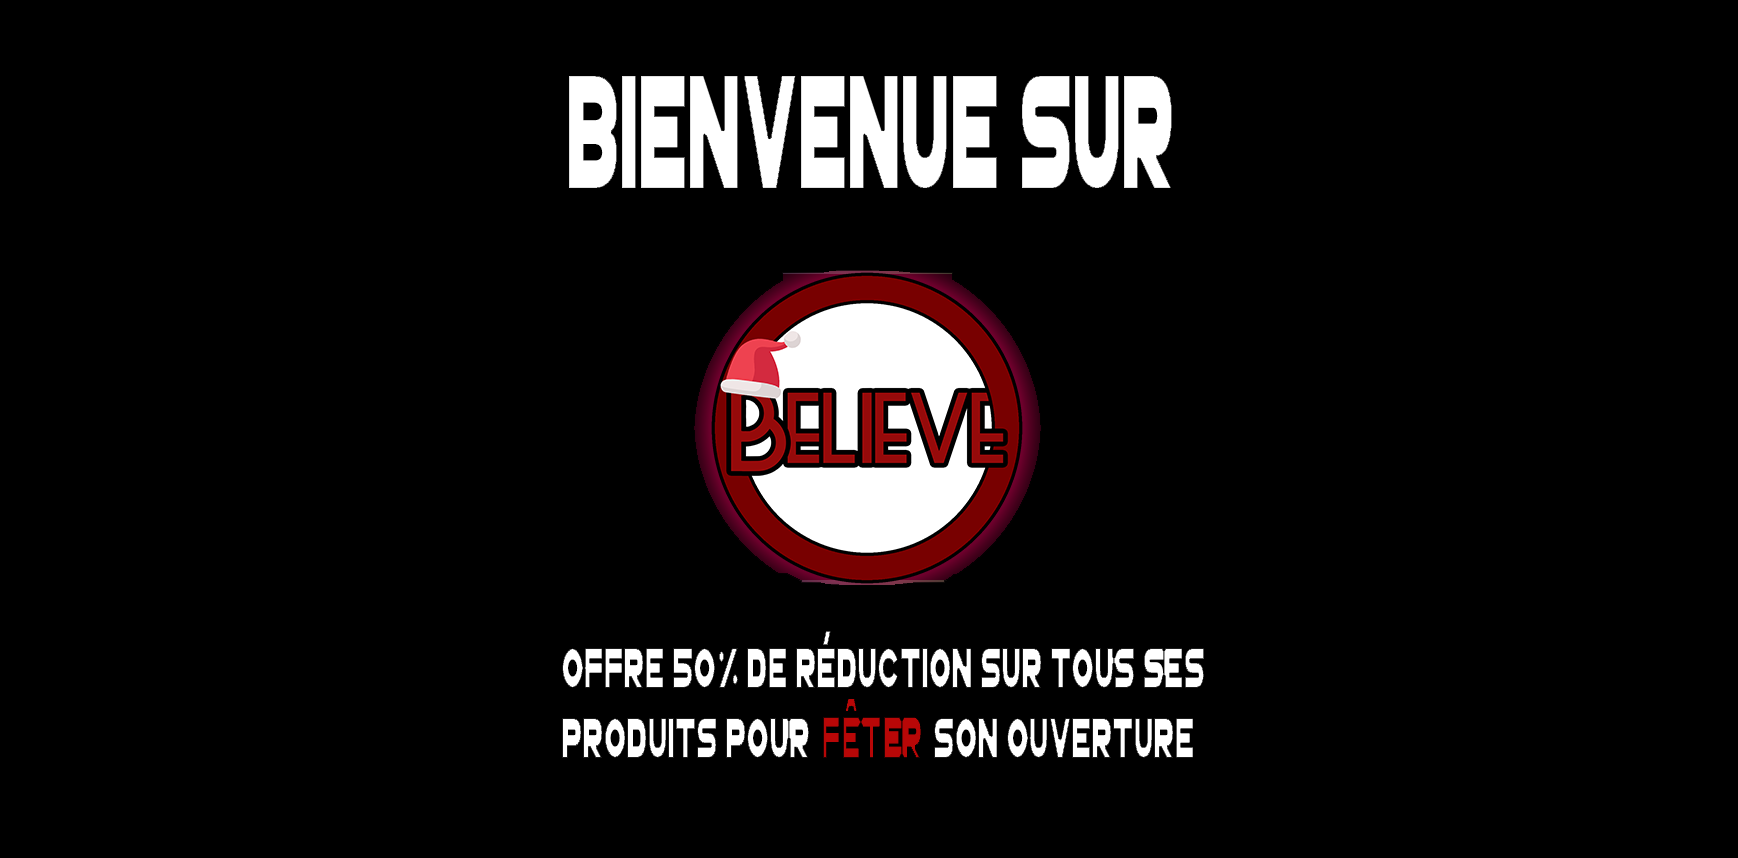 BIENVENUE SUR
BELIEVE
OFFRE 50% DE RÉDUCTION SUR TOUS SES
PRODUITS POUR FÊTER SON OUVERTURE